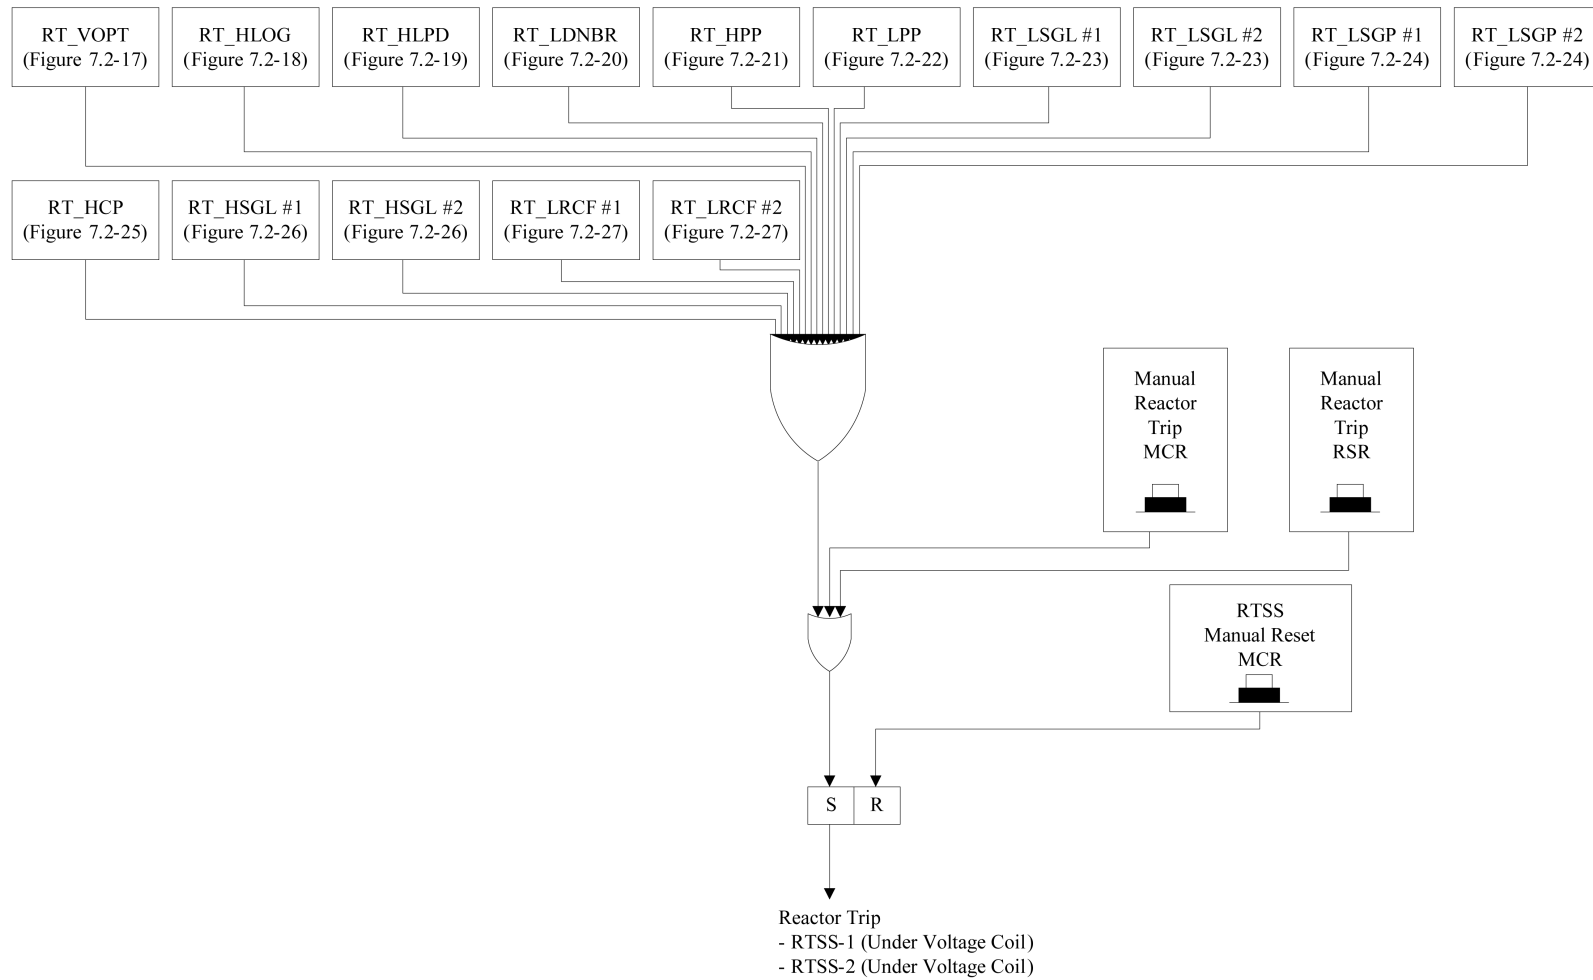 RT_VOPT
(Figure 7.2-17)
RT_HLOG
(Figure 7.2-18)
RT_HLPD
(Figure 7.2-19)
RT_LDNBR
(Figure 7.2-20)
RT_HPP
(Figure 7.2-21)
RT_LPP
(Figure 7.2-22)
RT_LSGL #1
(Figure 7.2-23)
RT_LSGL #2
(Figure 7.2-23)
RT_LSGP #1
(Figure 7.2-24)
RT_LSGP #2
(Figure 7.2-24)
RT_HCP
(Figure 7.2-25)
RT_HSGL #1
(Figure 7.2-26)
RT_HSGL #2
(Figure 7.2-26)
RT_LRCF #1
(Figure 7.2-27)
RT_LRCF #2
(Figure 7.2-27)
Manual
Reactor
Trip
MCR
Manual
Reactor
Trip
RSR
RTSS
Manual Reset
MCR
S
R
Reactor Trip
- RTSS-1 (Under Voltage Coil)
- RTSS-2 (Under Voltage Coil)